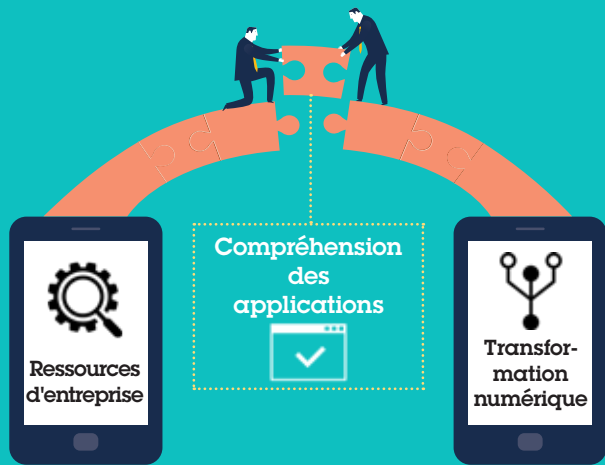 Compréhension
des
applications
Ressources
d'entreprise
Transfor-
mation
numérique